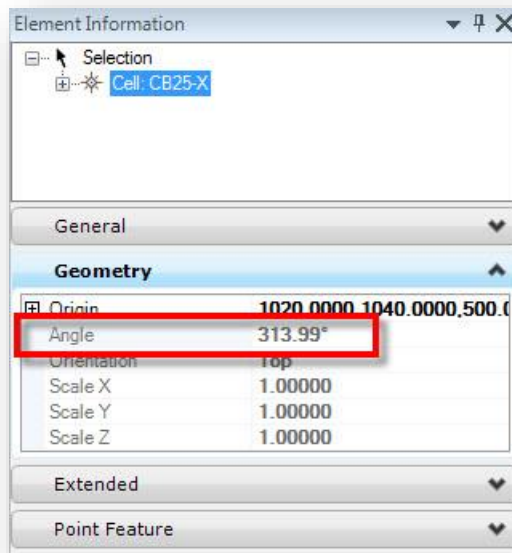 Element Information
Selection
Cell: CB25-X
General
Geometry
Origin 1020.0000,1040.0000,500.0
Angle 313.99°
Orientation Top
Scale X 1.00000
Scale Y 1.00000
Scale Z 1.00000
Extended
Point Feature